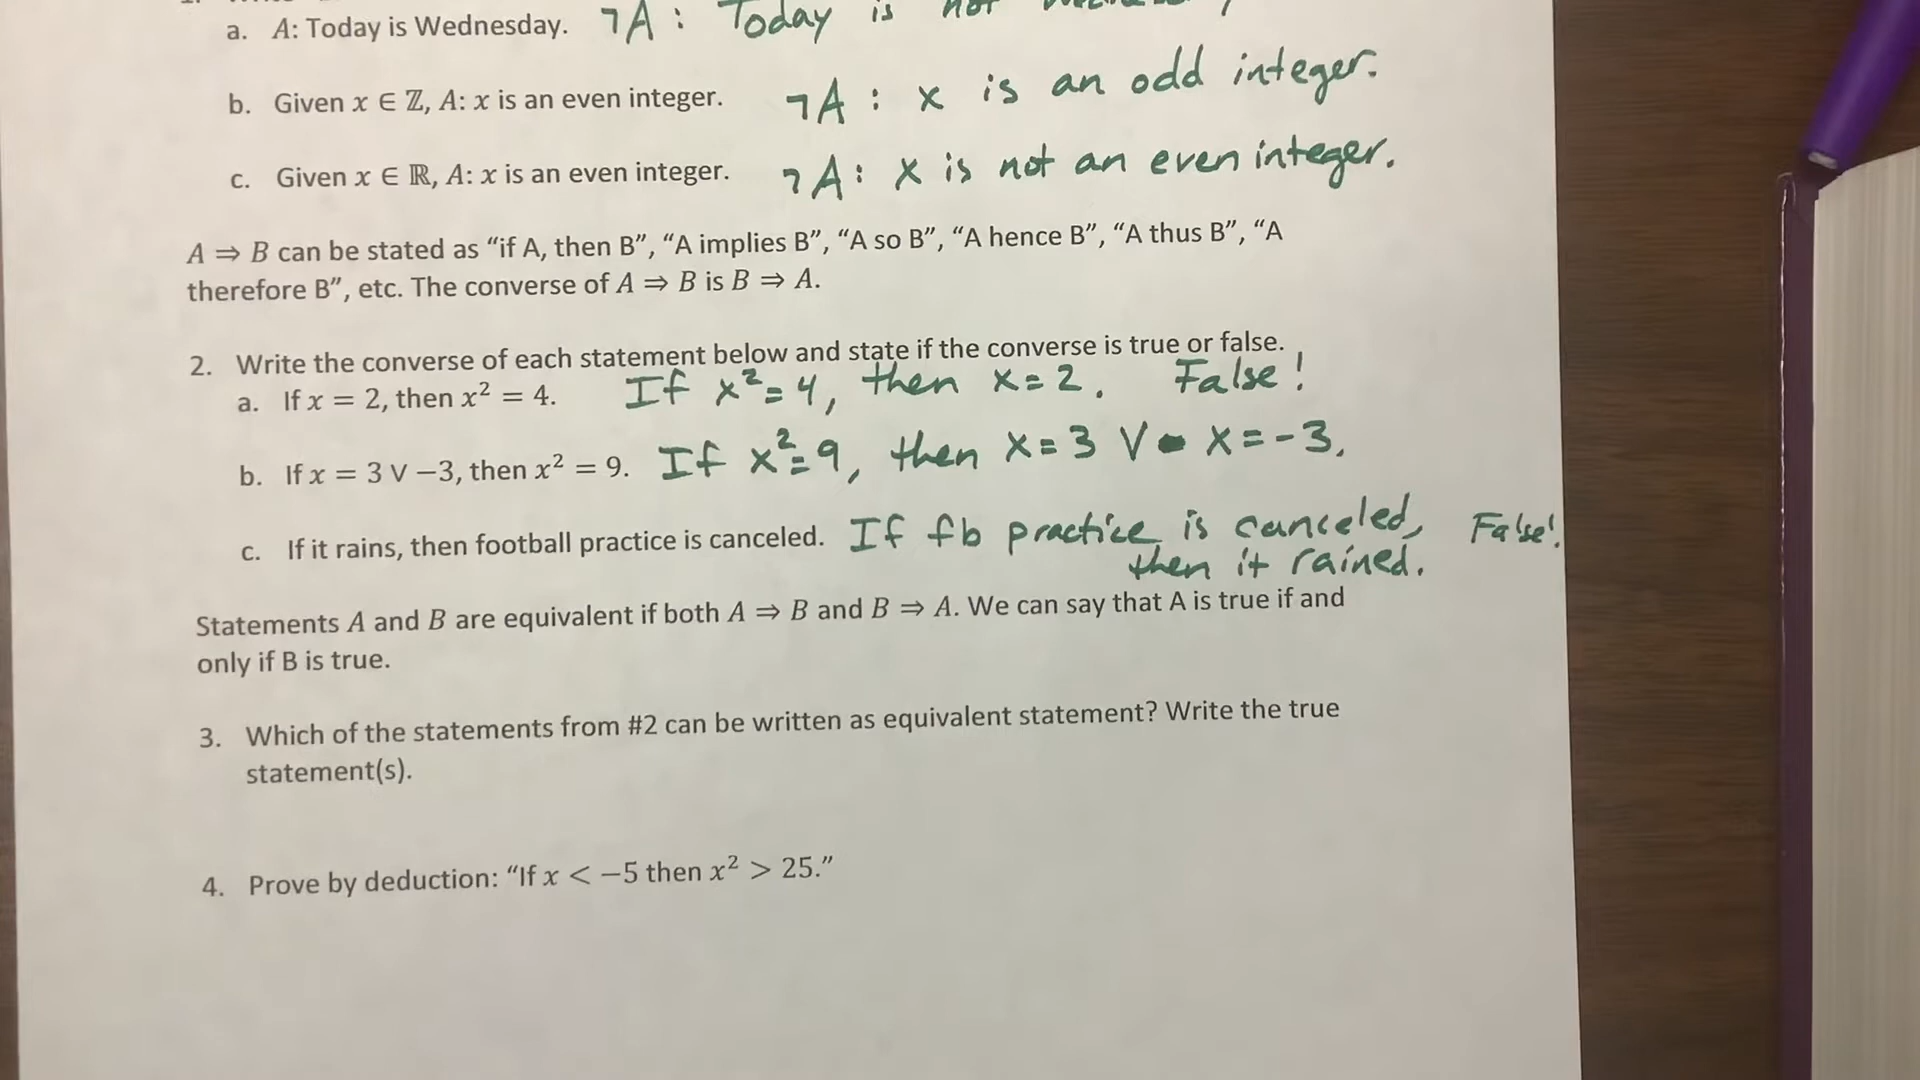 a. A: Today is Wednesday. ¬A: Today is not
b. Given x ∈ ℤ, A: x is an even integer. ¬A: x is an odd integer.
c. Given x ∈ ℝ, A: x is an even integer. ¬A: x is not an even integer.
A ⇒ B can be stated as “if A, then B”, “A implies B”, “A so B”, “A hence B”, “A thus B”, “A
therefore B”, etc. The converse of A ⇒ B is B ⇒ A.
2. Write the converse of each statement below and state if the converse is true or false.
a. If x = 2, then x² = 4. If x² = 4, then x = 2. False!
b. If x = 3 ∨ −3, then x² = 9. If x² = 9, then x = 3 ∨ x = -3.
c. If it rains, then football practice is canceled. If fb practice is canceled, False!
then it rained.
Statements A and B are equivalent if both A ⇒ B and B ⇒ A. We can say that A is true if and
only if B is true.
3. Which of the statements from #2 can be written as equivalent statement? Write the true
statement(s).
4. Prove by deduction: “If x < −5 then x² > 25.”